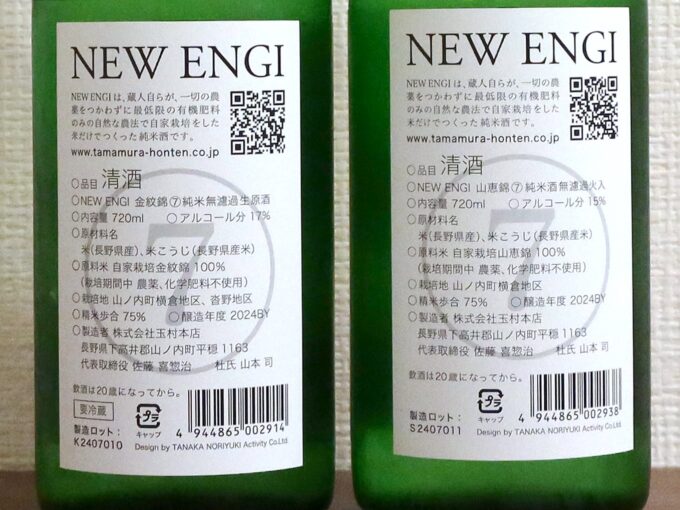 NEW ENGI
NEW ENGIは、蔵人自らが、一切の農
薬をつかわずに最低限の有機肥料
のみの自然な農法で自家栽培をした
米だけでつくった純米酒です。
www.tamamura-honten.co.jp
○品目 清酒
○NEW ENGI 金紋錦⑦純米無濾過生原酒
○内容量 720ml ○アルコール分 17%
○原材料名
米(長野県産)、米こうじ(長野県産米)
○原料米 自家栽培金紋錦 100%
(栽培期間中 農薬、化学肥料不使用)
○栽培地 山ノ内町横倉地区、沓野地区
○精米歩合 75% ○醸造年度 2024BY
○製造者 株式会社玉村本店
長野県下高井郡山ノ内町平穏 1163
代表取締役 佐藤 喜惣治 杜氏 山本 司
⑦
飲酒は20歳になってから。
要冷蔵
プラ
キャップ
製造ロット:
K2407010
4 944865 002914
Design by TANAKA NORIYUKI Activity Co.Ltd.
NEW ENGI
NEW ENGIは、蔵人自らが、一切の農
薬をつかわずに最低限の有機肥料
のみの自然な農法で自家栽培をした
米だけでつくった純米酒です。
www.tamamura-honten.co.jp
○品目 清酒
○NEW ENGI 山恵錦⑦純米酒無濾過火入
○内容量 720ml ○アルコール分 15%
○原材料名
米(長野県産)、米こうじ(長野県産米)
○原料米 自家栽培山恵錦 100%
(栽培期間中 農薬、化学肥料不使用)
○栽培地 山ノ内町横倉地区
○精米歩合 75% ○醸造年度 2024BY
○製造者 株式会社玉村本店
長野県下高井郡山ノ内町平穏 1163
代表取締役 佐藤 喜惣治 杜氏 山本 司
⑦
飲酒は20歳になってから。
プラ
キャップ
製造ロット:
S2407011
4 944865 002938
Design by TANAKA NORIYUKI Activity Co.Ltd.